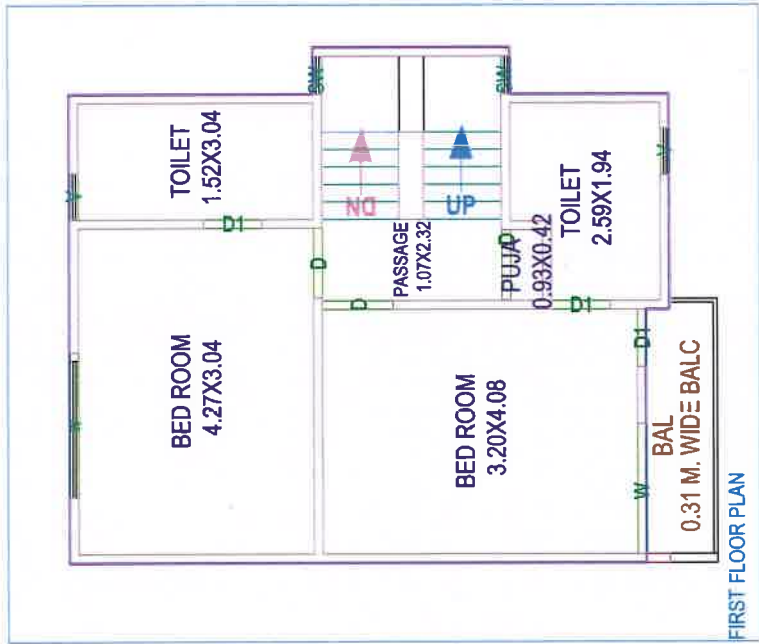 TOILET
1.52X3.04
SW
SW
V
D1
DN
UP
TOILET
2.59X1.94
V
PASSAGE
1.07X2.32
PUJA
0.93X0.42
D
D
D
D1
BED ROOM
4.27X3.04
W
BED ROOM
3.20X4.08
D1
W
BAL
0.31 M. WIDE BALC
FIRST FLOOR PLAN